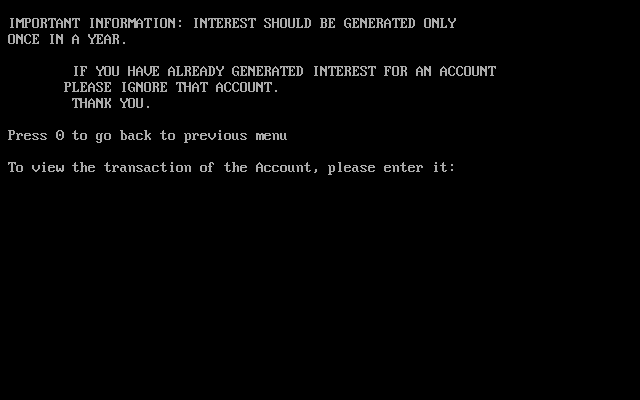 IMPORTANT INFORMATION: INTEREST SHOULD BE GENERATED ONLY
ONCE IN A YEAR.
IF YOU HAVE ALREADY GENERATED INTEREST FOR AN ACCOUNT
PLEASE IGNORE THAT ACCOUNT.
THANK YOU.
Press 0 to go back to previous menu
To view the transaction of the Account, please enter it: